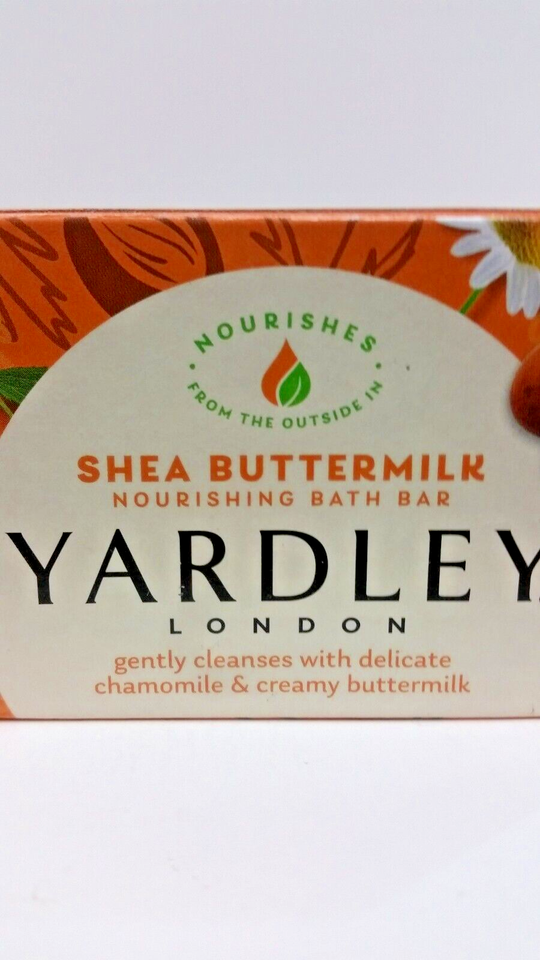 NOURISHES
• FROM THE OUTSIDE IN •
SHEA BUTTERMILK
NOURISHING BATH BAR
YARDLEY
LONDON
gently cleanses with delicate
chamomile & creamy buttermilk